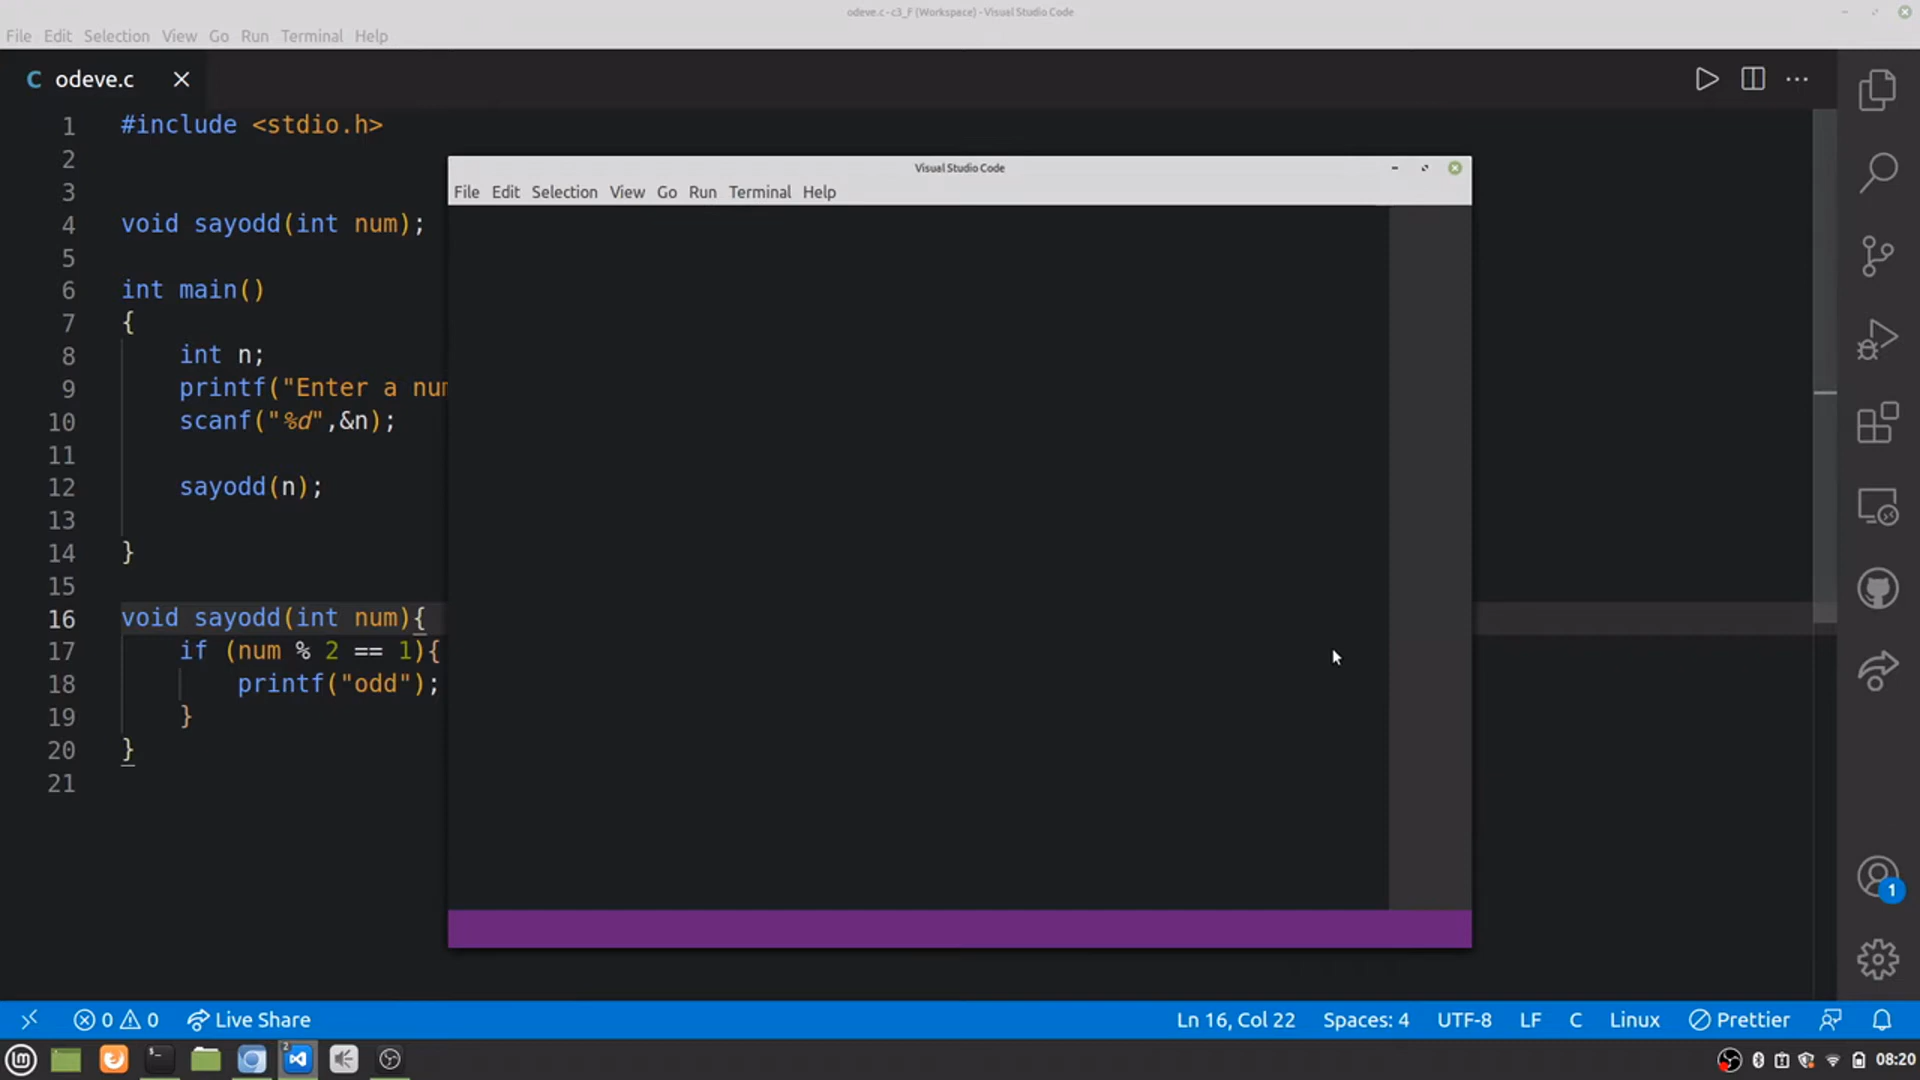 odeve.c - c3_F (Workspace) - Visual Studio Code
File Edit Selection View Go Run Terminal Help
C odeve.c
1 #include <stdio.h>
2
3
4 void sayodd(int num);
5
6 int main()
7 {
8 int n;
9 printf("Enter a num
10 scanf("%d",&n);
11
12 sayodd(n);
13
14 }
15
16 void sayodd(int num){
17 if (num % 2 == 1){
18 printf("odd");
19 }
20 }
21
Visual Studio Code
File Edit Selection View Go Run Terminal Help
1
0 0 Live Share Ln 16, Col 22 Spaces: 4 UTF-8 LF C Linux Prettier
2
08:20